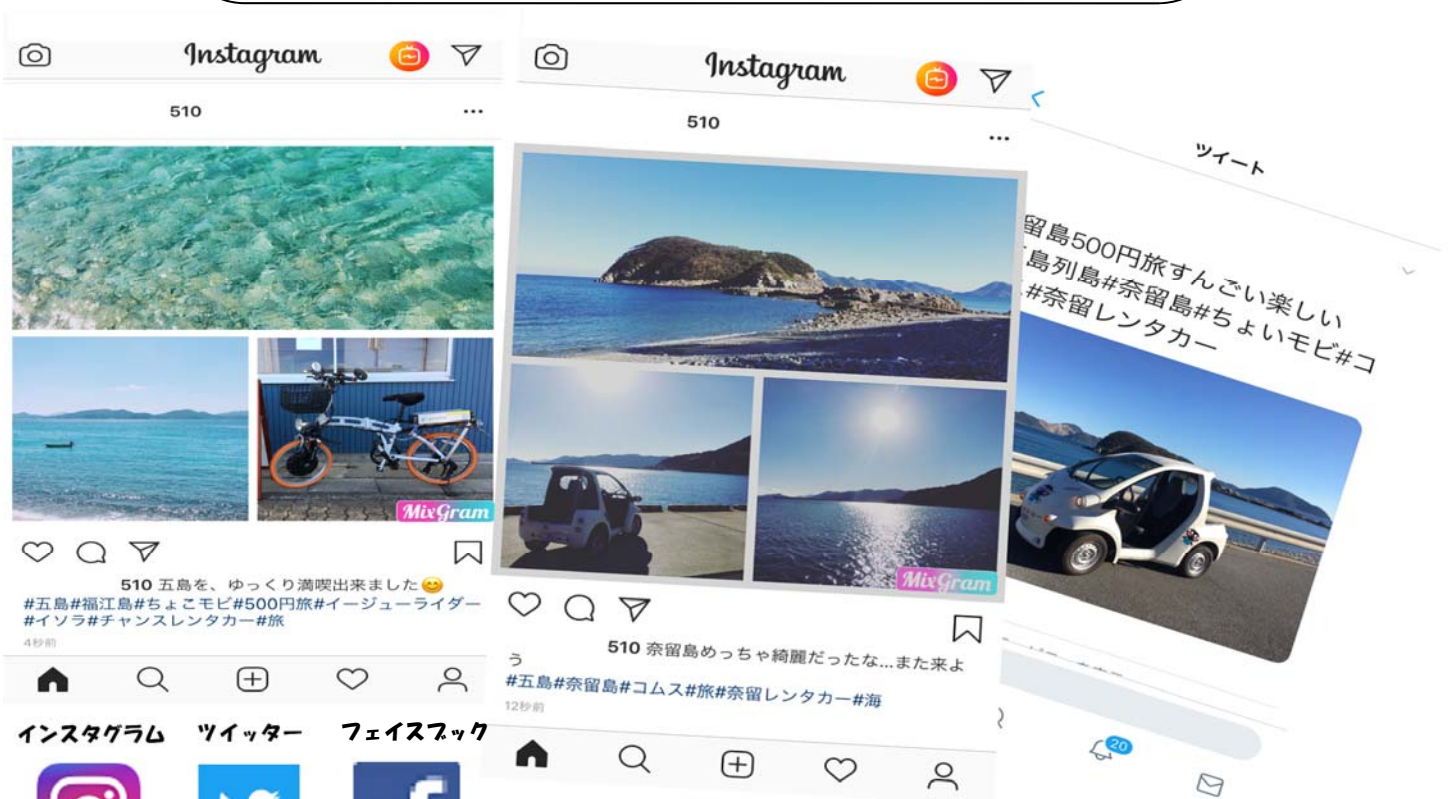 Instagram
510
MixGram
510 五島を、ゆっくり満喫出来ました😊
#五島#福江島#ちょこモビ#500円旅#イージューライダー
#イソラ#チャンスレンタカー#旅
4秒前
インスタグラム ツイッター フェイスブック
Instagram
510
MixGram
510 奈留島めっちゃ綺麗だったな...また来よ
う
#五島#奈留島#コムス#旅#奈留レンタカー#海
12秒前
ツイート
留島500円旅すんごい楽しい
島列島#奈留島#ちょいモビ#コ
#奈留レンタカー
20